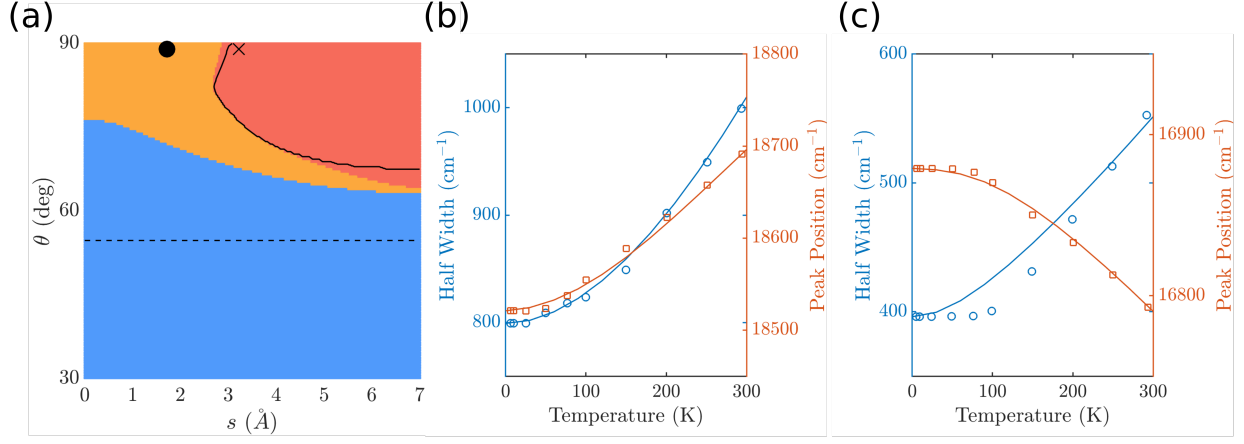 (a)
90
60
30
θ (deg)
0 1 2 3 4 5 6 7
s (Å)
(b)
1000
900
800
Half Width (cm⁻¹)
18800
18700
18600
18500
Peak Position (cm⁻¹)
0 100 200 300
Temperature (K)
(c)
600
500
400
Half Width (cm⁻¹)
16900
16800
Peak Position (cm⁻¹)
0 100 200 300
Temperature (K)